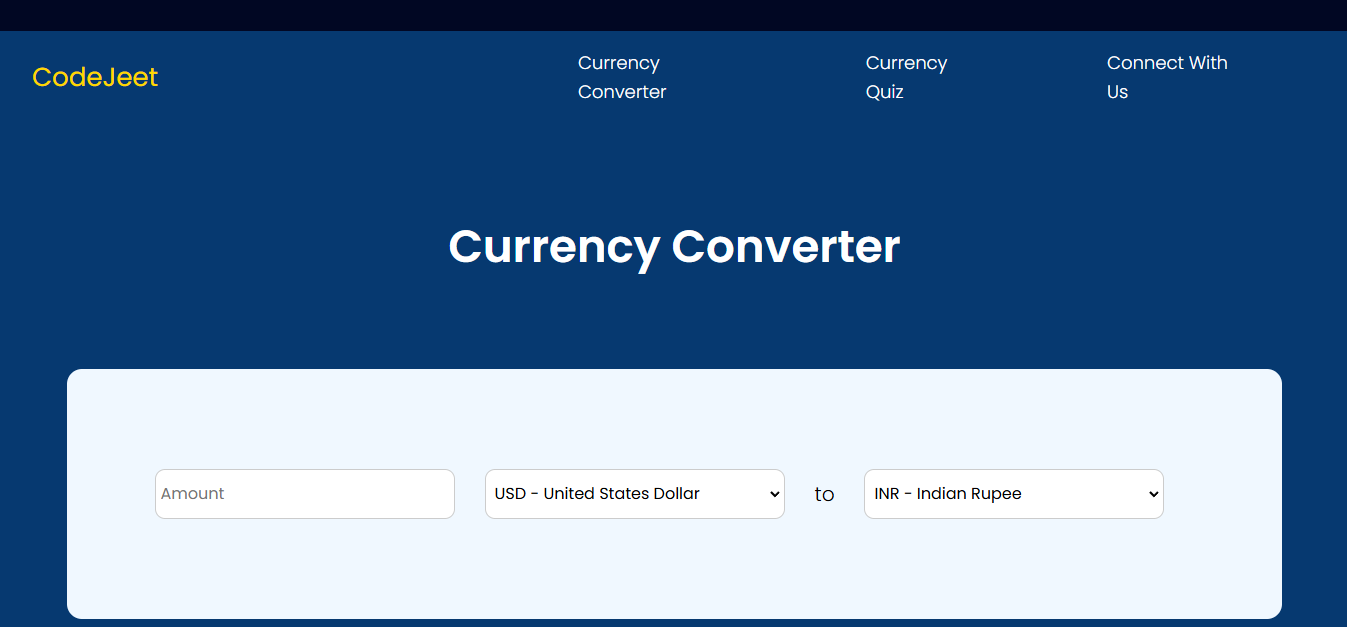 CodeJeet
Currency
Converter
Currency
Quiz
Connect With
Us
Currency Converter
Amount
USD - United States Dollar
to
INR - Indian Rupee